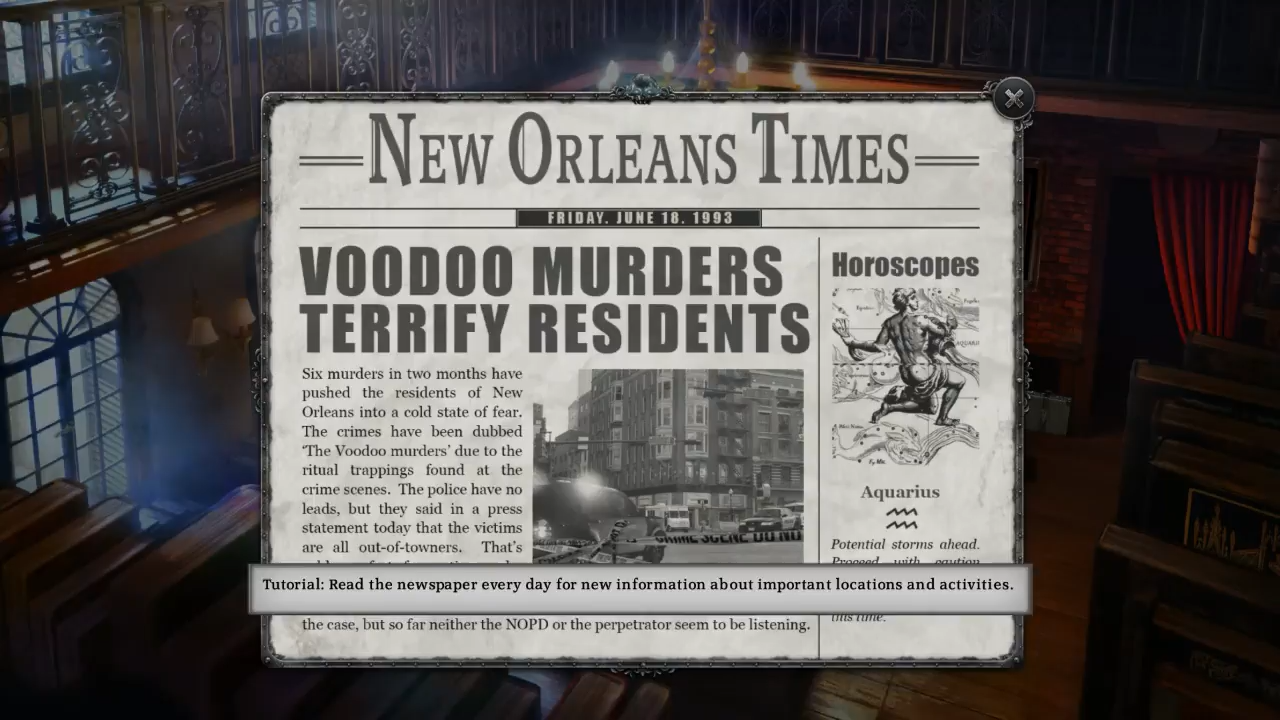 NEW ORLEANS TIMES
FRIDAY. JUNE 18. 1993
VOODOO MURDERS
TERRIFY RESIDENTS
Six murders in two months have
pushed the residents of New
Orleans into a cold state of fear.
The crimes have been dubbed
'The Voodoo murders' due to the
ritual trappings found at the
crime scenes. The police have no
leads, but they said in a press
statement today that the victims
are all out-of-towners. That's
the case, but so far neither the NOPD or the perpetrator seem to be listening.
CRIME SCENE DO NO
Horoscopes
AQUARI
Aquarius
Potential storms ahead.
Proceed with caution
this time.
Tutorial: Read the newspaper every day for new information about important locations and activities.